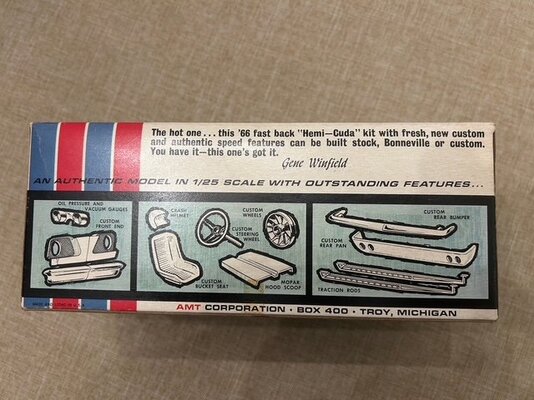 The hot one...this '66 fast back "Hemi-Cuda" kit with fresh, new custom
and authentic speed features can be built stock, Bonneville or custom.
You have it—this one's got it.
Gene Winfield
AN AUTHENTIC MODEL IN 1/25 SCALE WITH OUTSTANDING FEATURES...
OIL PRESSURE AND
VACUUM GAUGES
CUSTOM
FRONT END
CRASH
HELMET
CUSTOM
WHEELS
CUSTOM
STEERING
WHEEL
CUSTOM
BUCKET SEAT
MOPAR
HOOD SCOOP
CUSTOM
REAR BUMPER
CUSTOM
REAR PAN
TRACTION RODS
AMT CORPORATION · BOX 400 · TROY, MICHIGAN